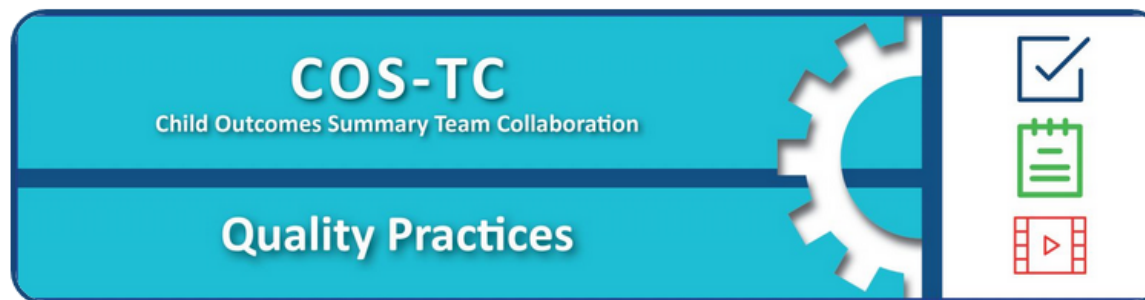 COS-TC
Child Outcomes Summary Team Collaboration
Quality Practices